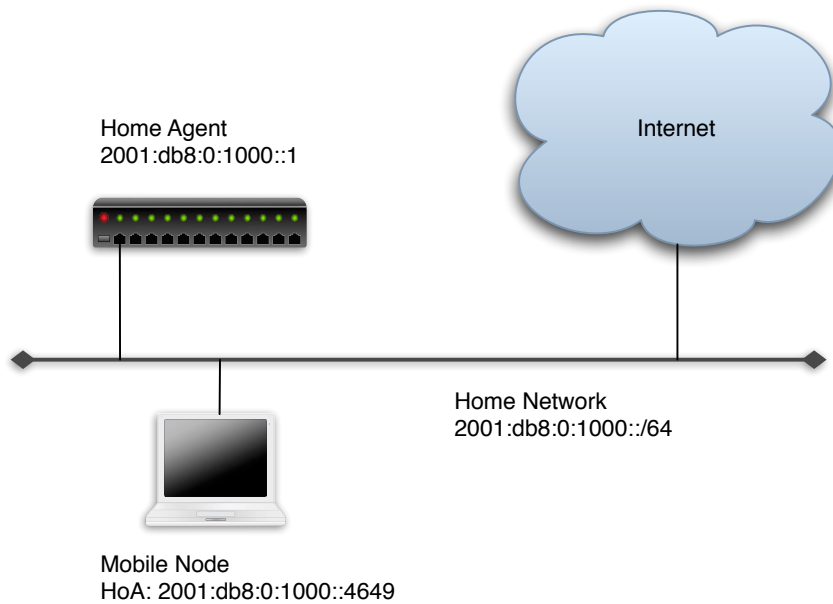 Home Agent
2001:db8:0:1000::1
Internet
Home Network
2001:db8:0:1000::/64
Mobile Node
HoA: 2001:db8:0:1000::4649